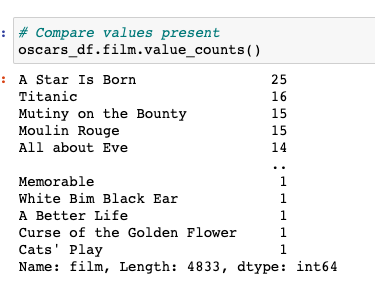 :
# Compare values present
oscars_df.film.value_counts()
:
A Star Is Born 25
Titanic 16
Mutiny on the Bounty 15
Moulin Rouge 15
All about Eve 14
..
Memorable 1
White Bim Black Ear 1
A Better Life 1
Curse of the Golden Flower 1
Cats' Play 1
Name: film, Length: 4833, dtype: int64